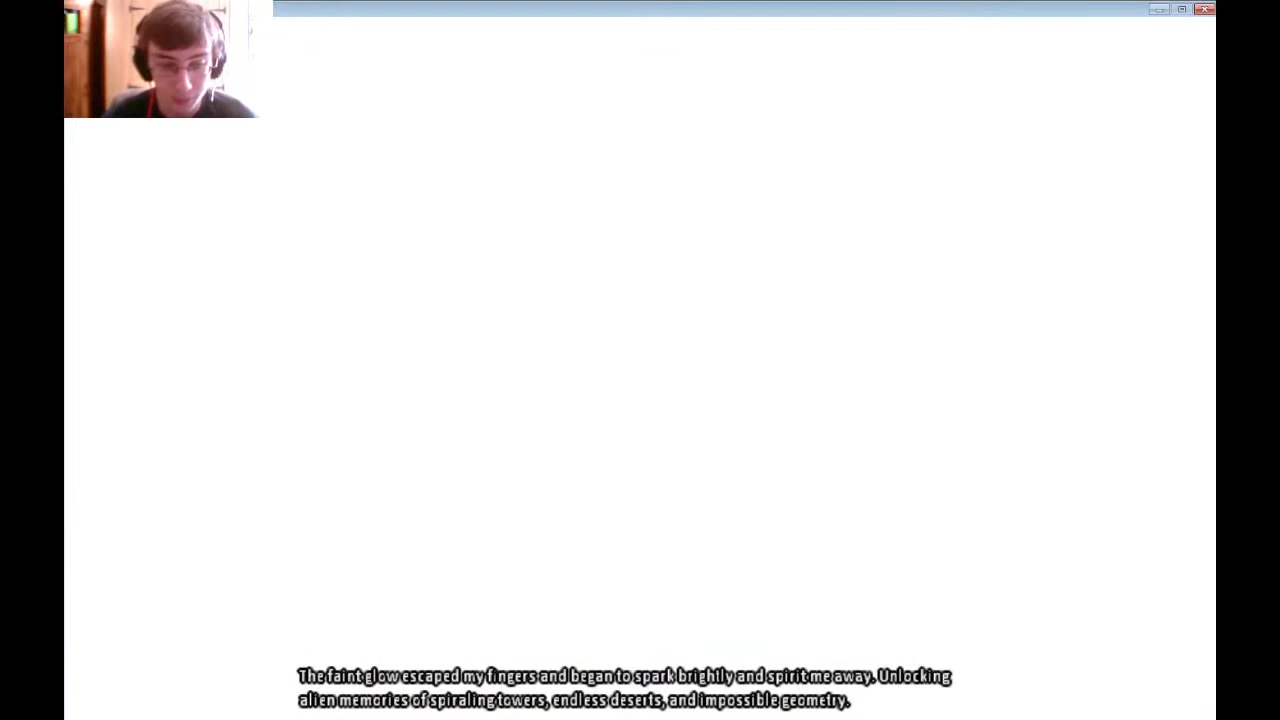 The faint glow escaped my fingers and began to spark brightly and spirit me away. Unlocking
alien memories of spiraling towers, endless deserts, and impossible geometry.